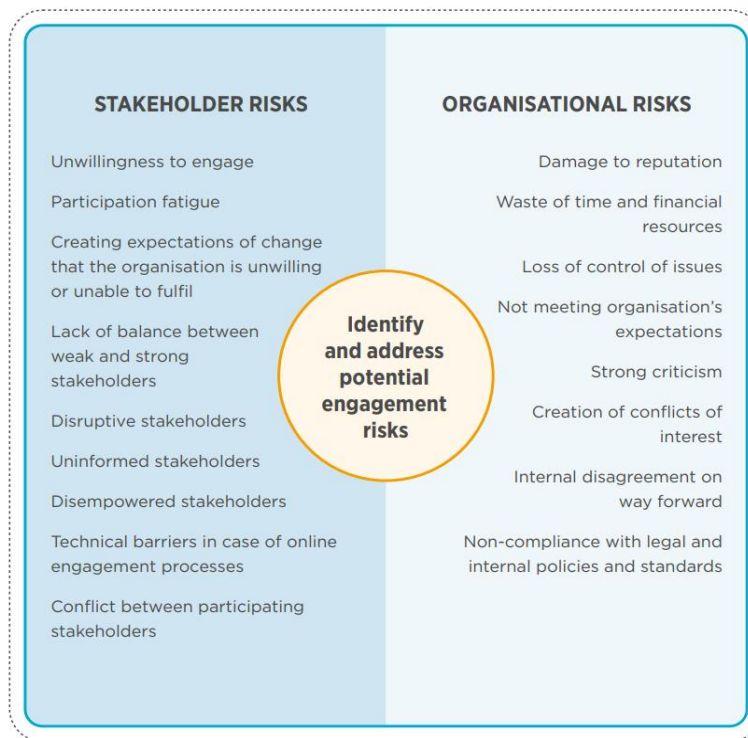 STAKEHOLDER RISKS
Unwillingness to engage
Participation fatigue
Creating expectations of change
that the organisation is unwilling
or unable to fulfil
Lack of balance between
weak and strong
stakeholders
Disruptive stakeholders
Uninformed stakeholders
Disempowered stakeholders
Technical barriers in case of online
engagement processes
Conflict between participating
stakeholders
Identify
and address
potential
engagement
risks
ORGANISATIONAL RISKS
Damage to reputation
Waste of time and financial
resources
Loss of control of issues
Not meeting organisation’s
expectations
Strong criticism
Creation of conflicts of
interest
Internal disagreement on
way forward
Non-compliance with legal and
internal policies and standards